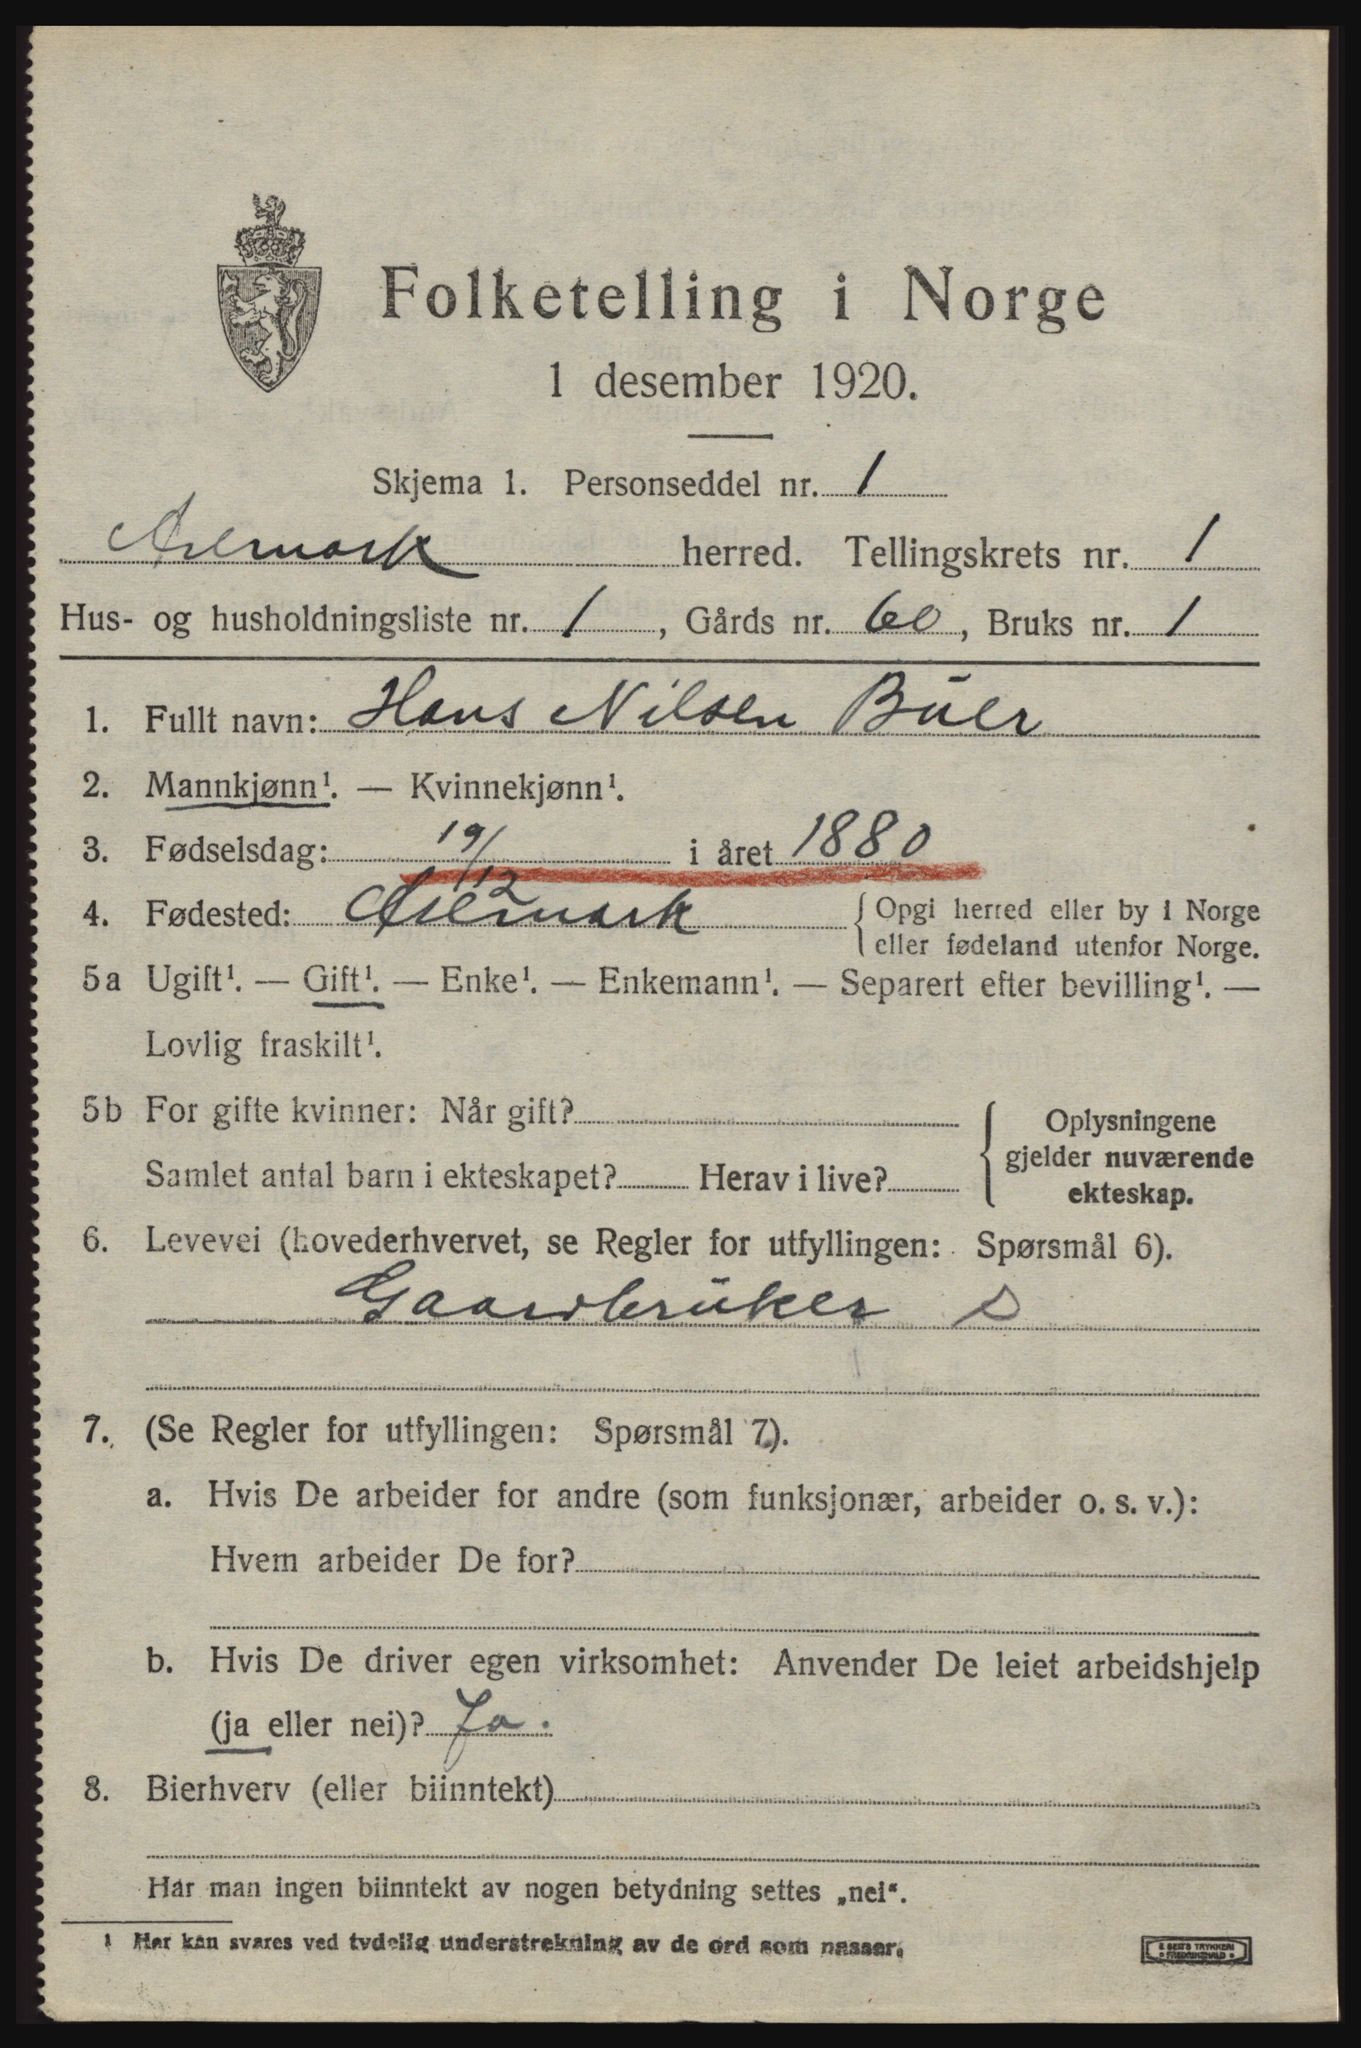 Folketelling i Norge
1 desember 1920.
Skjema 1. Personseddel nr. 1
Aremark herred. Tellingskrets nr. 1
Hus- og husholdningsliste nr. 1, Gårds nr. 60, Bruks nr. 1
1. Fullt navn: Hans Nilsen Büer
2. Mannkjønn¹. — Kvinnekjønn¹.
3. Fødselsdag: 19/12 i året 1880
4. Fødested: Aremark { Opgi herred eller by i Norge
eller fødeland utenfor Norge.
5a Ugift¹. — Gift¹. — Enke¹. — Enkemann¹. — Separert efter bevilling¹. —
Lovlig fraskilt¹.
5b For gifte kvinner: Når gift?
Samlet antal barn i ekteskapet? Herav i live?
{ Oplysningene
gjelder nuværende
ekteskap.
6. Levevei (hovederhvervet, se Regler for utfyllingen: Spørsmål 6).
Gaardbrüker s
7. (Se Regler for utfyllingen: Spørsmål 7).
a. Hvis De arbeider for andre (som funksjonær, arbeider o. s. v.):
Hvem arbeider De for?
b. Hvis De driver egen virksomhet: Anvender De leiet arbeidshjelp
(ja eller nei)? Ja.
8. Bierhverv (eller biinntekt)
Har man ingen biinntekt av nogen betydning settes „nei“.
1 Her kan svares ved tydelig understrekning av de ord som passer.
TRYKKERI
FREDRIKSHALD